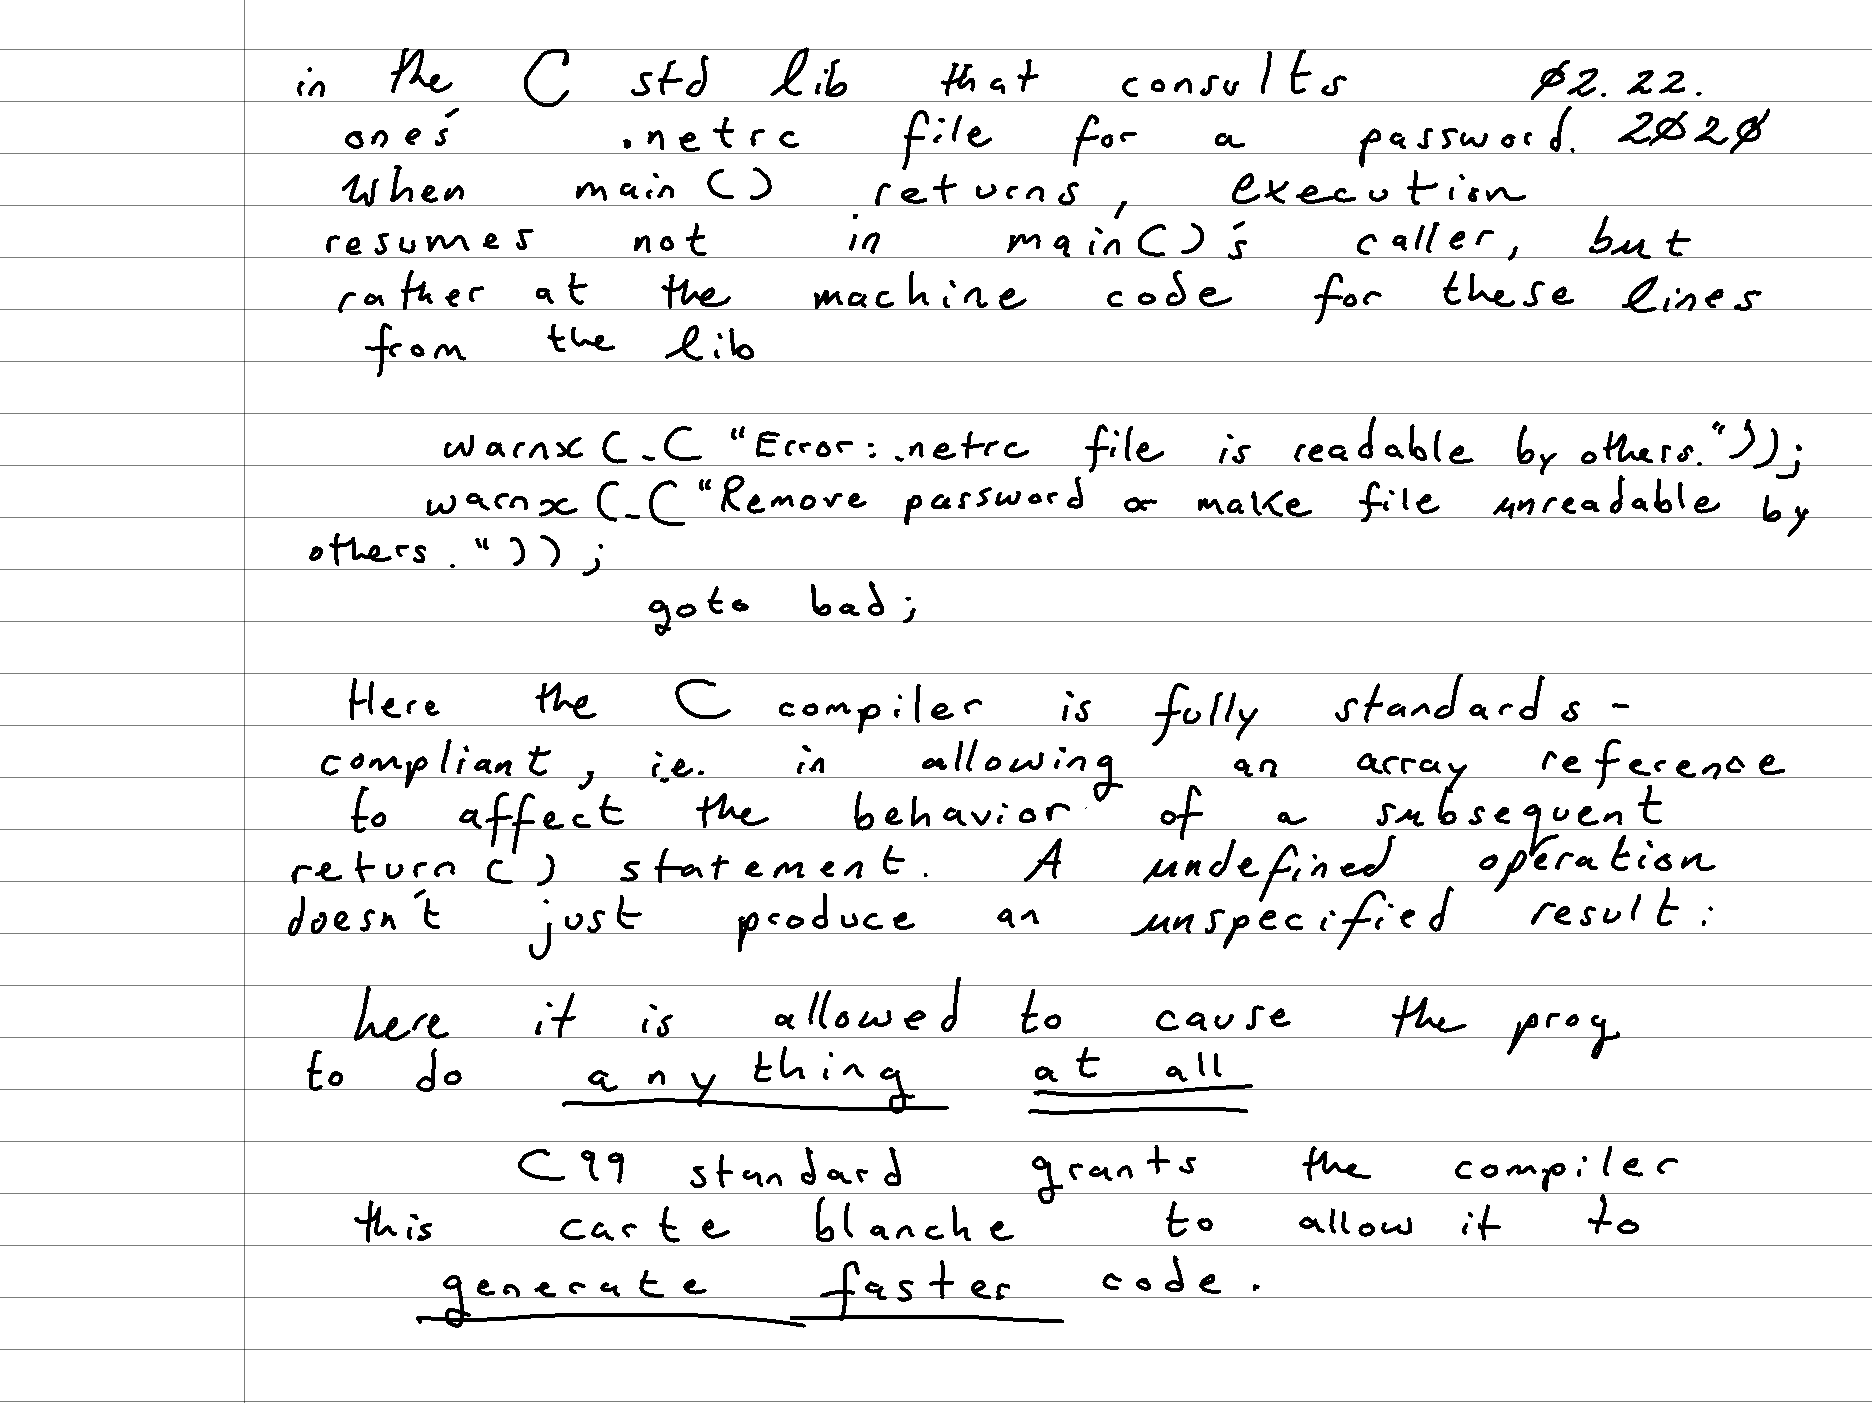 in the C std lib that consults ø2.22.
one's .netrc file for a password. 2ø2ø
When main() returns, execution
resumes not in main()'s caller, but
rather at the machine code for these lines
from the lib
warnx(_("Error: .netrc file is readable by others."));
warnx(_("Remove password or make file unreadable by
others."));
goto bad;
Here the C compiler is fully standards-
compliant, i.e. in allowing an array reference
to affect the behavior of a subsequent
return() statement. A undefined operation
doesn't just produce an unspecified result:
here it is allowed to cause the prog
to do anything at all
C99 standard grants the compiler
this carte blanche to allow it to
generate faster code.